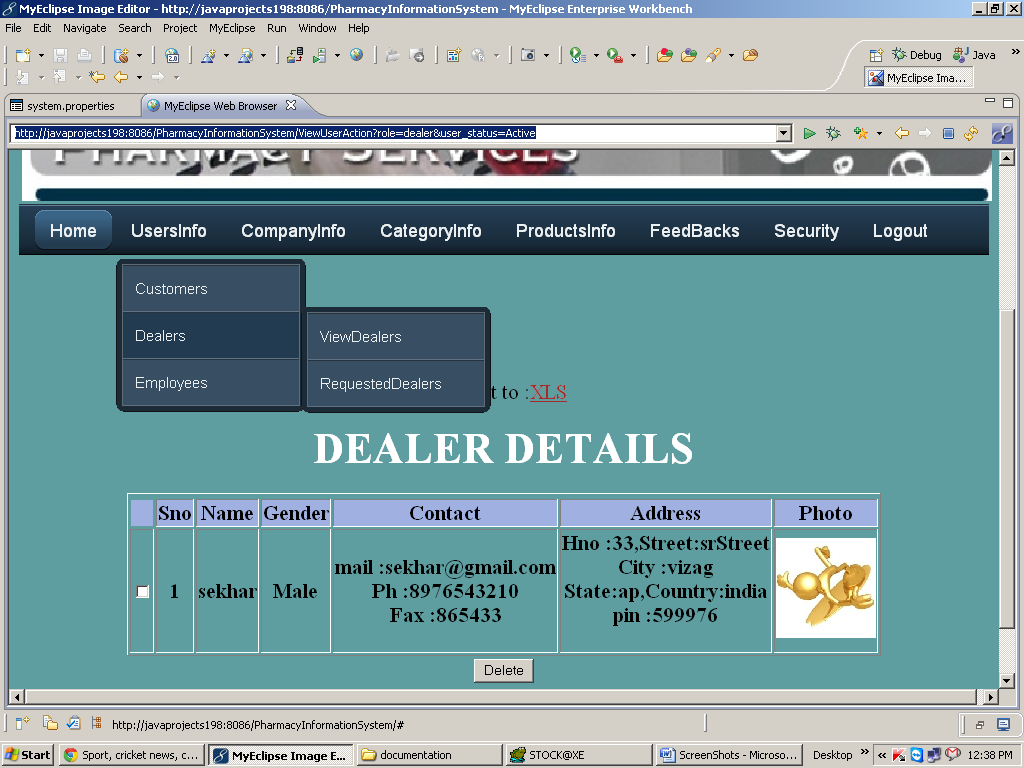 MyEclipse Image Editor - http://javaprojects198:8086/PharmacyInformationSystem - MyEclipse Enterprise Workbench
File Edit Navigate Search Project MyEclipse Run Window Help
2.0
Debug Java »
MyEclipse Ima...
system.properties MyEclipse Web Browser
http://javaprojects198:8086/PharmacyInformationSystem/ViewUserAction?role=dealer&user_status=Active
PHARMACY SERVICES
Home UsersInfo CompanyInfo CategoryInfo ProductsInfo FeedBacks Security Logout
Customers
Dealers ViewDealers
Employees RequestedDealers
t to :XLS
DEALER DETAILS
Sno Name Gender Contact Address Photo
1 sekhar Male
mail :sekhar@gmail.com
Ph :8976543210
Fax :865433
Hno :33,Street:srStreet
City :vizag
State:ap,Country:india
pin :599976
Delete
http://javaprojects198:8086/PharmacyInformationSystem/#
Start Sport, cricket news, c... MyEclipse Image E... documentation STOCK@XE ScreenShots - Microso... Desktop » « 12:38 PM